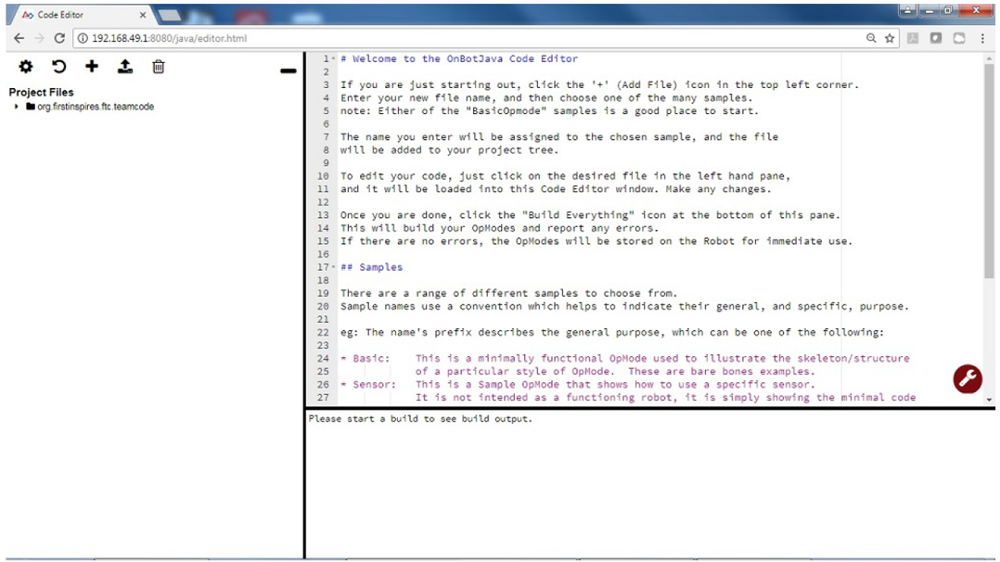 Code Editor
192.168.49.1:8080/java/editor.html
Project Files
org.firstinspires.ftc.teamcode
1 # Welcome to the OnBotJava Code Editor
2
3 If you are just starting out, click the '+' (Add File) icon in the top left corner.
4 Enter your new file name, and then choose one of the many samples.
5 note: Either of the "BasicOpmode" samples is a good place to start.
6
7 The name you enter will be assigned to the chosen sample, and the file
8 will be added to your project tree.
9
10 To edit your code, just click on the desired file in the left hand pane,
11 and it will be loaded into this Code Editor window. Make any changes.
12
13 Once you are done, click the "Build Everything" icon at the bottom of this pane.
14 This will build your OpModes and report any errors.
15 If there are no errors, the OpModes will be stored on the Robot for immediate use.
16
17 ## Samples
18
19 There are a range of different samples to choose from.
20 Sample names use a convention which helps to indicate their general, and specific, purpose.
21
22 eg: The name's prefix describes the general purpose, which can be one of the following:
23
24 * Basic: This is a minimally functional OpMode used to illustrate the skeleton/structure
25 of a particular style of OpMode. These are bare bones examples.
26 * Sensor: This is a Sample OpMode that shows how to use a specific sensor.
27 It is not intended as a functioning robot, it is simply showing the minimal code
Please start a build to see build output.